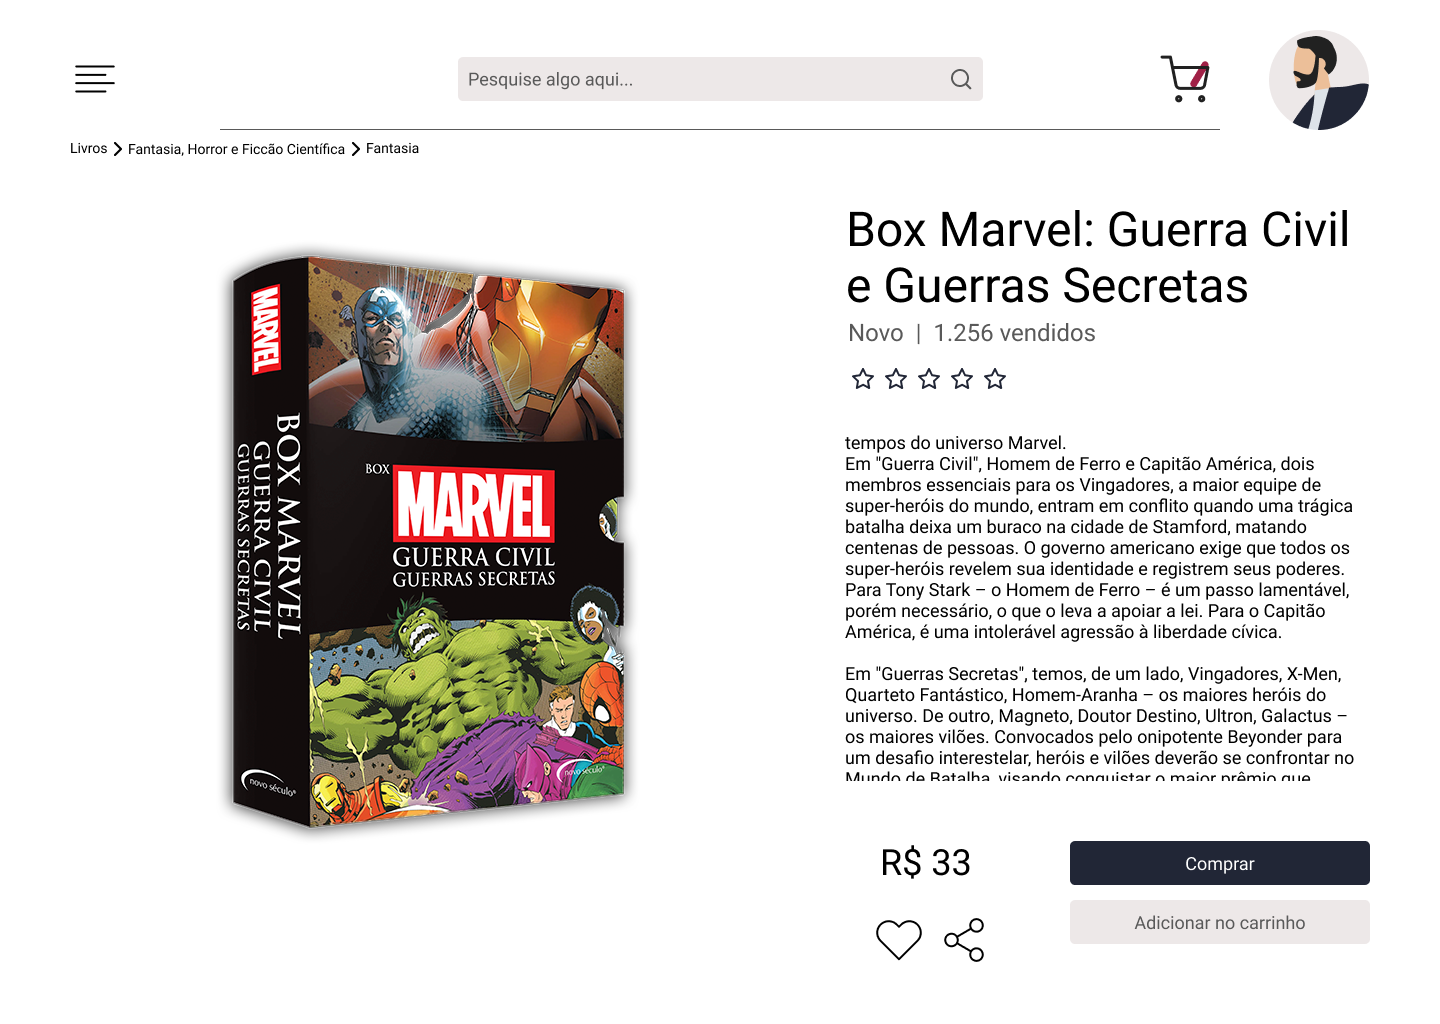 Pesquise algo aqui...
Livros
Fantasia, Horror e Ficcão Científica
Fantasia
Box Marvel: Guerra Civil
e Guerras Secretas
Novo | 1.256 vendidos
tempos do universo Marvel.
Em "Guerra Civil", Homem de Ferro e Capitão América, dois
membros essenciais para os Vingadores, a maior equipe de
super-heróis do mundo, entram em conflito quando uma trágica
batalha deixa um buraco na cidade de Stamford, matando
centenas de pessoas. O governo americano exige que todos os
super-heróis revelem sua identidade e registrem seus poderes.
Para Tony Stark – o Homem de Ferro – é um passo lamentável,
porém necessário, o que o leva a apoiar a lei. Para o Capitão
América, é uma intolerável agressão à liberdade cívica.
Em "Guerras Secretas", temos, de um lado, Vingadores, X-Men,
Quarteto Fantástico, Homem-Aranha – os maiores heróis do
universo. De outro, Magneto, Doutor Destino, Ultron, Galactus –
os maiores vilões. Convocados pelo onipotente Beyonder para
um desafio interestelar, heróis e vilões deverão se confrontar no
Mundo de Batalha, visando conquistar o maior prêmio que
R$ 33
Comprar
Adicionar no carrinho
MARVEL
BOX MARVEL
GUERRA CIVIL
GUERRAS SECRETAS
novo século®
BOX
MARVEL
GUERRA CIVIL
GUERRAS SECRETAS
novo século®